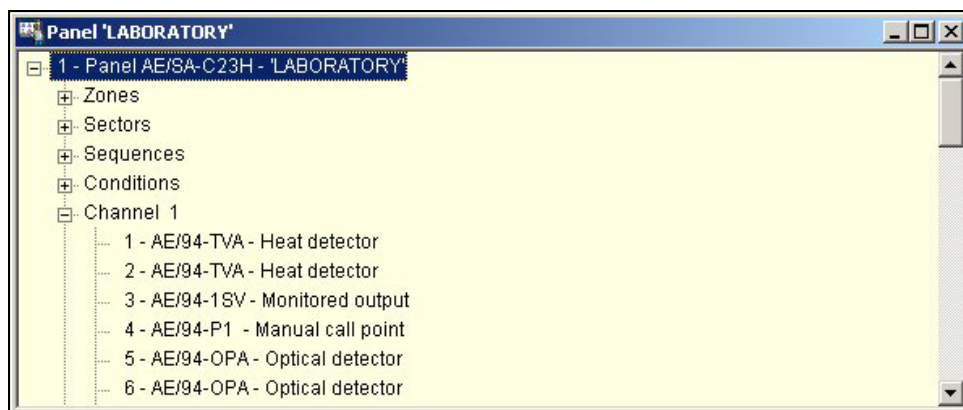 Panel 'LABORATORY'
1 - Panel AE/SA-C23H - 'LABORATORY'
Zones
Sectors
Sequences
Conditions
Channel 1
1 - AE/94-TVA - Heat detector
2 - AE/94-TVA - Heat detector
3 - AE/94-1SV - Monitored output
4 - AE/94-P1 - Manual call point
5 - AE/94-OPA - Optical detector
6 - AE/94-OPA - Optical detector